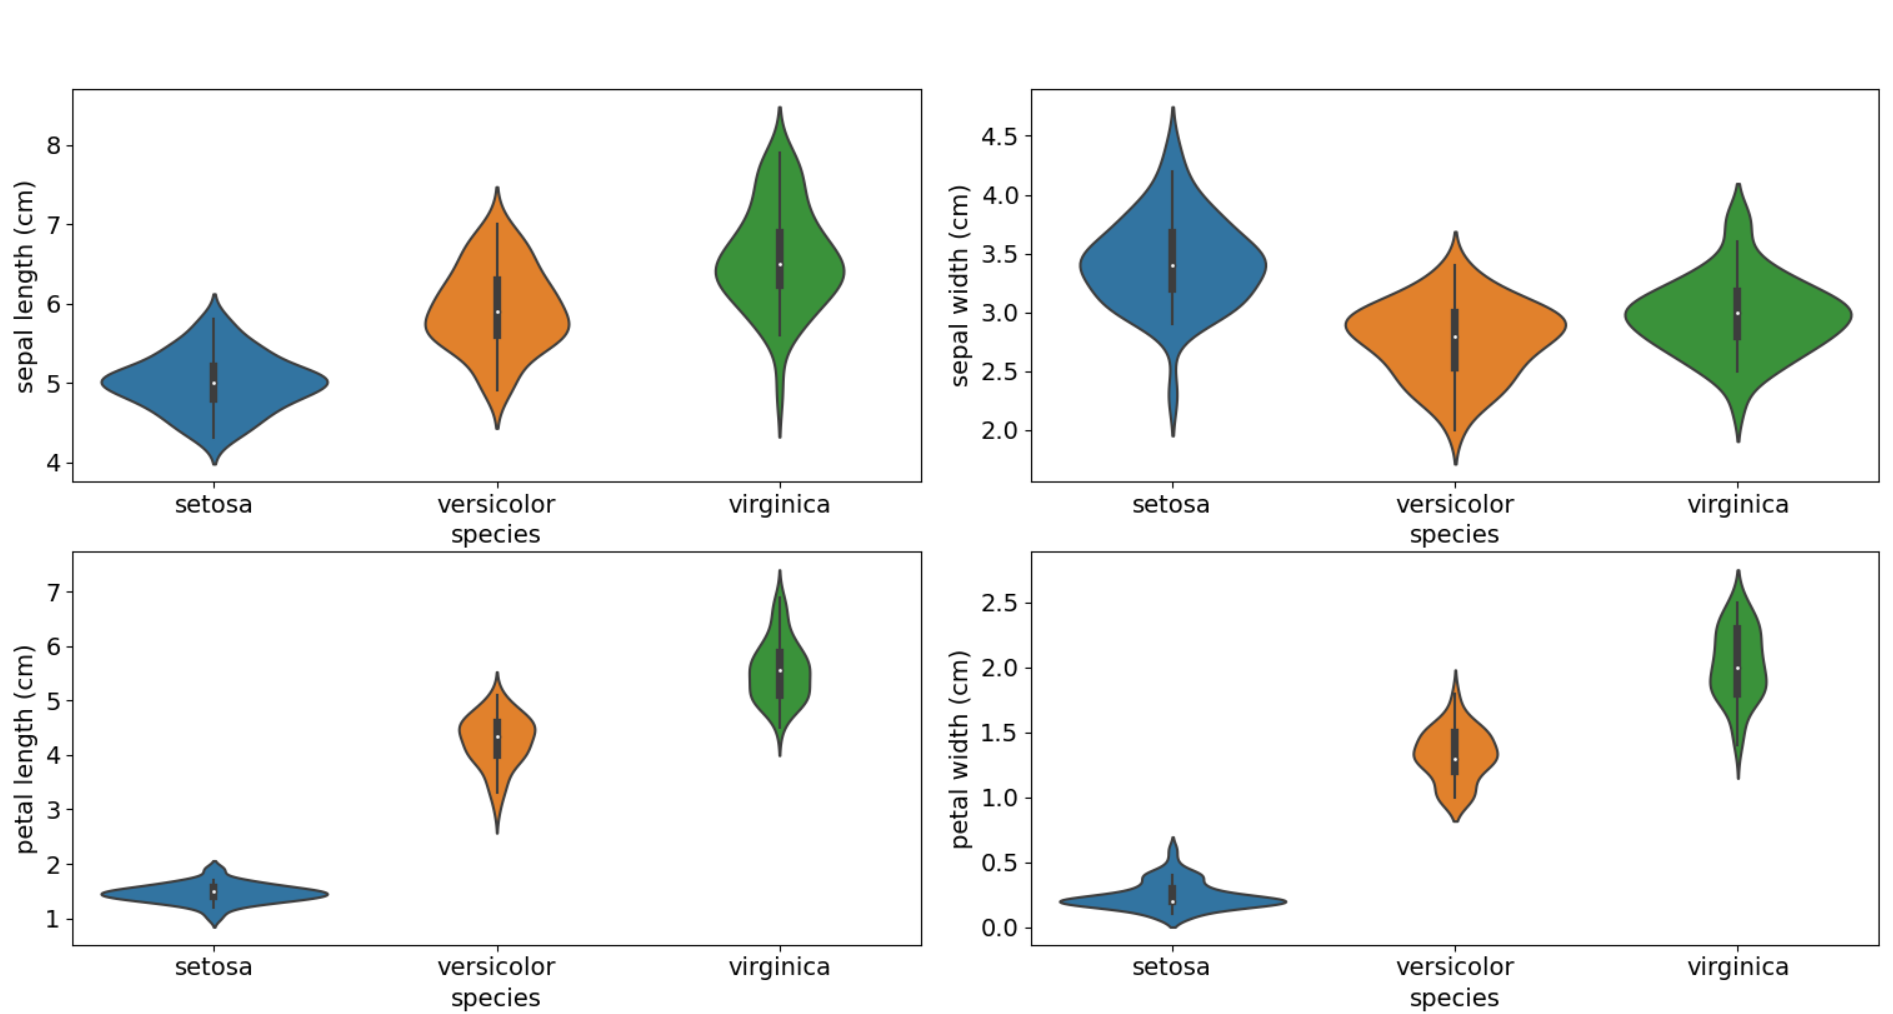 sepal length (cm)
8
7
6
5
4
setosa versicolor virginica
species
sepal width (cm)
4.5
4.0
3.5
3.0
2.5
2.0
setosa versicolor virginica
species
petal length (cm)
7
6
5
4
3
2
1
setosa versicolor virginica
species
petal width (cm)
2.5
2.0
1.5
1.0
0.5
0.0
setosa versicolor virginica
species